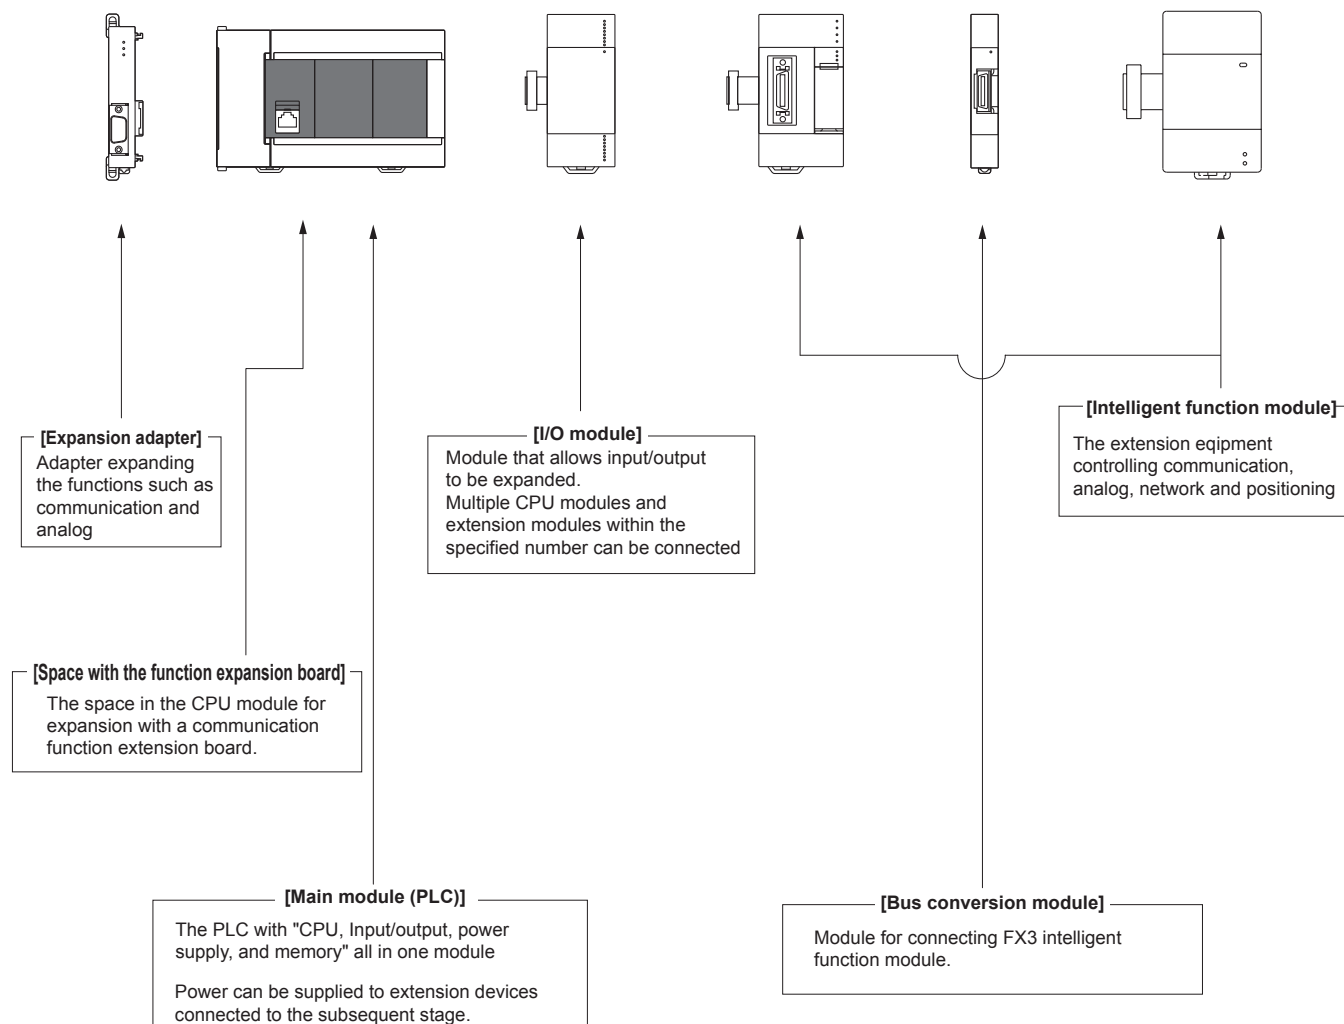 [Expansion adapter]
Adapter expanding
the functions such as
communication and
analog
[I/O module]
Module that allows input/output
to be expanded.
Multiple CPU modules and
extension modules within the
specified number can be connected
[Intelligent function module]
The extension eqipment
controlling communication,
analog, network and positioning
[Space with the function expansion board]
The space in the CPU module for
expansion with a communication
function extension board.
[Main module (PLC)]
The PLC with "CPU, Input/output, power
supply, and memory" all in one module
Power can be supplied to extension devices
connected to the subsequent stage.
[Bus conversion module]
Module for connecting FX3 intelligent
function module.